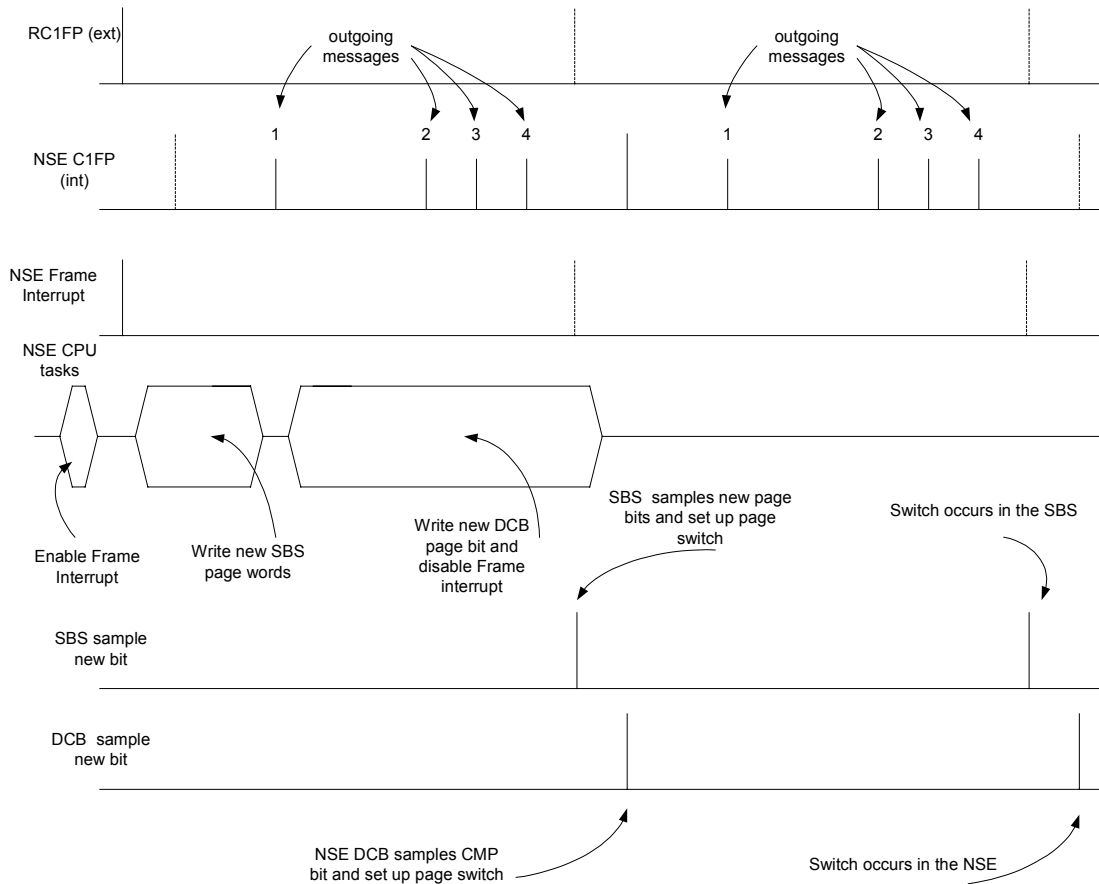 RC1FP (ext)
outgoing
messages
outgoing
messages
1
2
3
4
1
2
3
4
NSE C1FP
(int)
NSE Frame
Interrupt
NSE CPU
tasks
Enable Frame
Interrupt
Write new SBS
page words
Write new DCB
page bit and
disable Frame
interrupt
SBS samples new page
bits and set up page
switch
Switch occurs in the SBS
SBS sample
new bit
DCB sample
new bit
NSE DCB samples CMP
bit and set up page switch
Switch occurs in the NSE